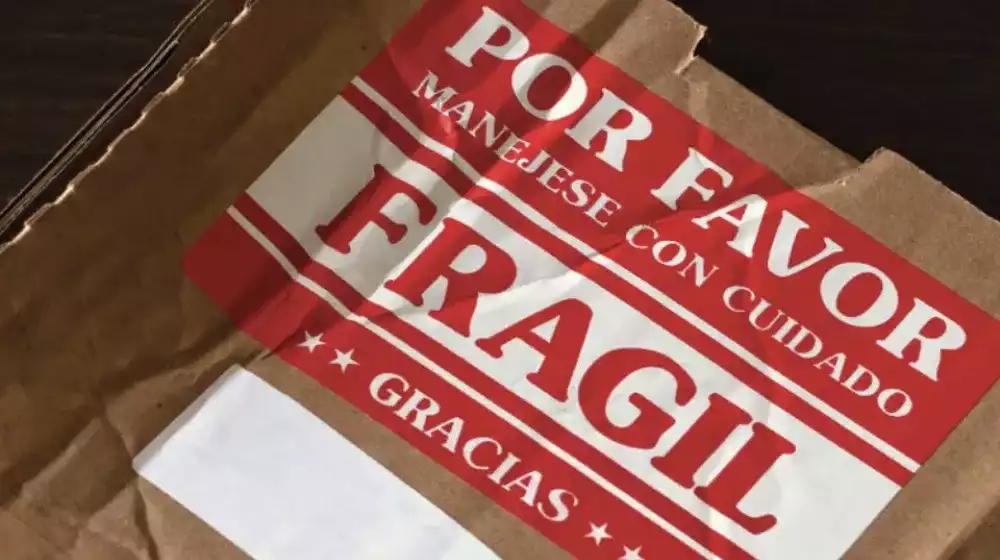 POR FAVOR
MANEJESE CON CUIDADO
FRAGIL
GRACIAS